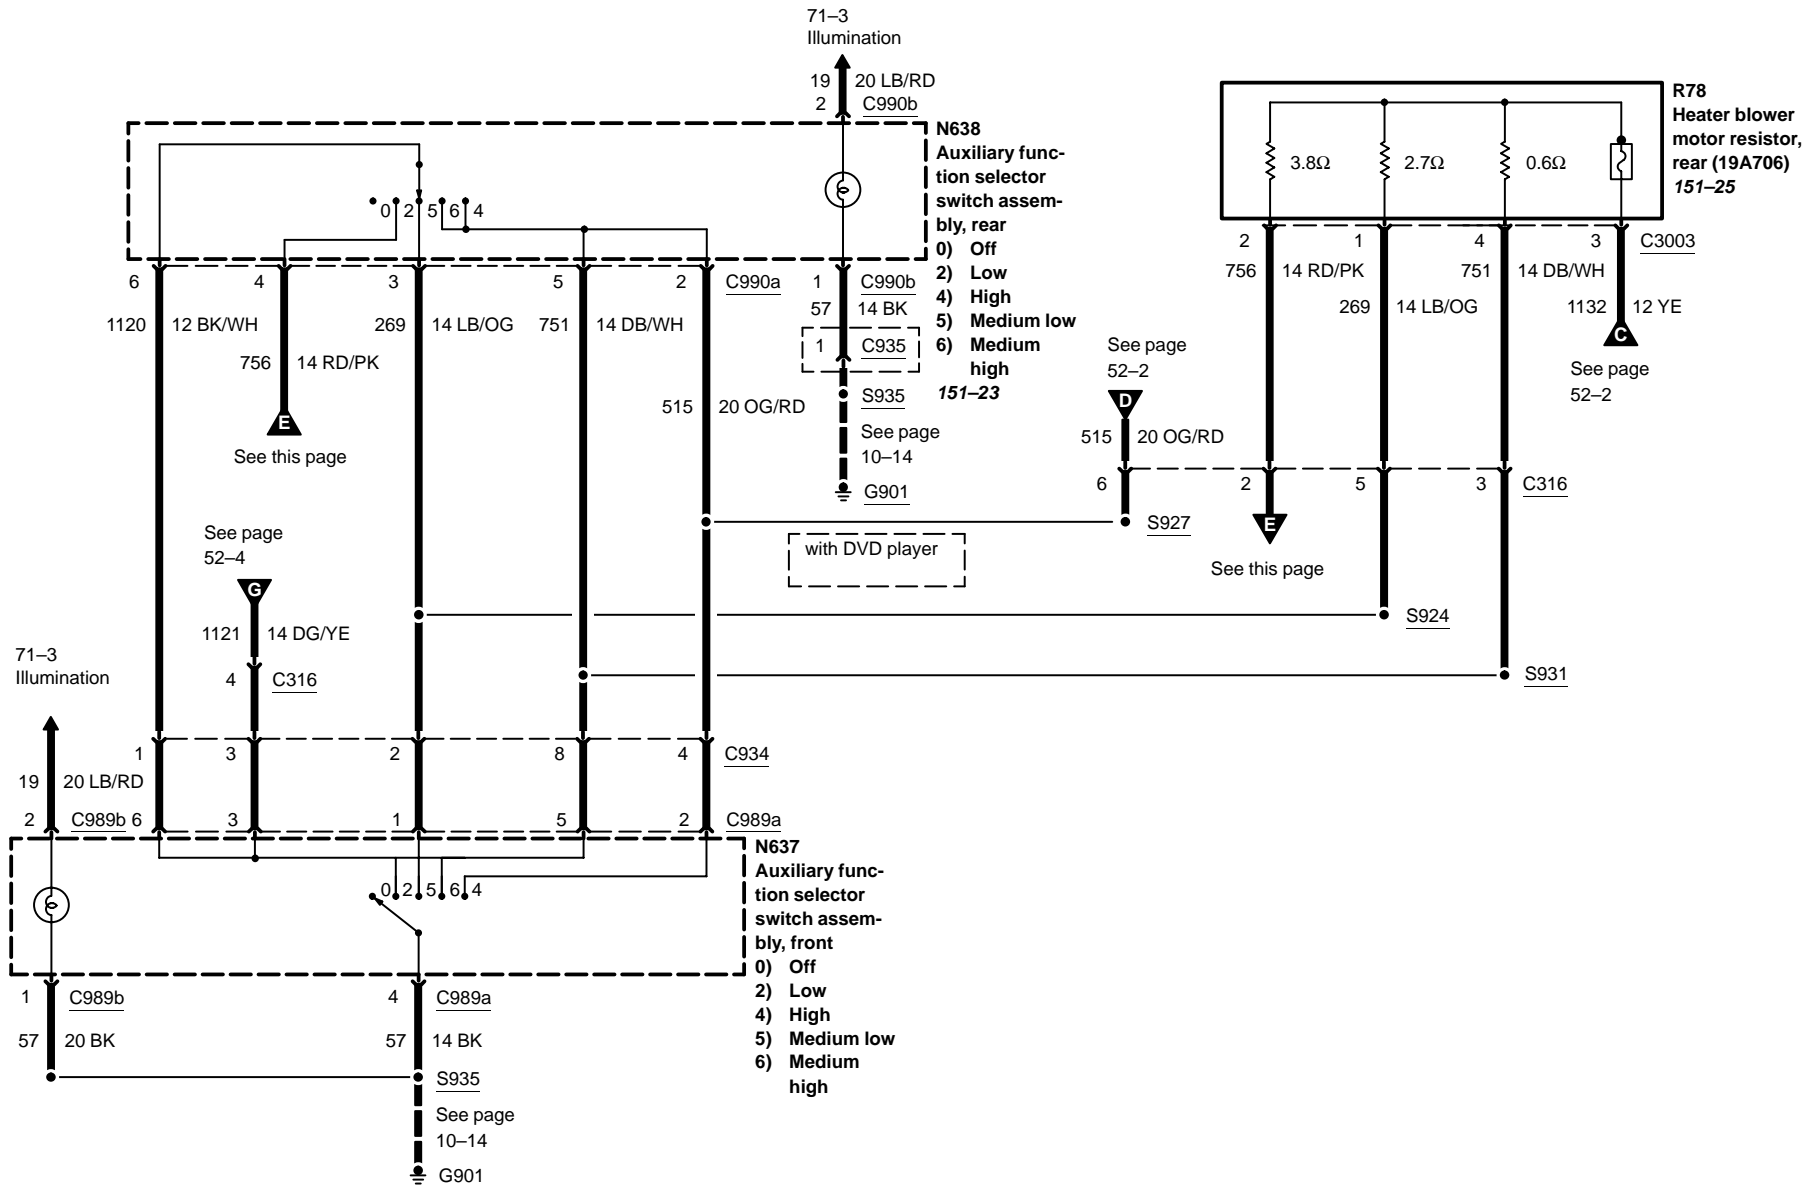 71–3
Illumination
19 20 LB/RD
2 C990b
N638
Auxiliary func-
tion selector
switch assem-
bly, rear
0) Off
2) Low
4) High
5) Medium low
6) Medium
high
151–23
0 2 5 6 4
6 4 3 5 2 C990a
1 C990b
1120 12 BK/WH
269 14 LB/OG
751 14 DB/WH
57 14 BK
756 14 RD/PK
1 C935
515 20 OG/RD
S935
See page
10–14
G901
E
See this page
R78
Heater blower
motor resistor,
rear (19A706)
151–25
3.8Ω 2.7Ω 0.6Ω
2 1 4 3 C3003
756 14 RD/PK
751 14 DB/WH
269 14 LB/OG
1132 12 YE
C
See page
52–2
See page
52–2
D
515 20 OG/RD
6 2 5 3 C316
S927
E
See this page
with DVD player
S924
S931
See page
52–4
G
1121 14 DG/YE
4 C316
71–3
Illumination
1 3 2 8 4 C934
19 20 LB/RD
2 C989b 6 3 1 5 2 C989a
N637
Auxiliary func-
tion selector
switch assem-
bly, front
0) Off
2) Low
4) High
5) Medium low
6) Medium
high
0 2 5 6 4
1 C989b
4 C989a
57 20 BK
57 14 BK
S935
See page
10–14
G901